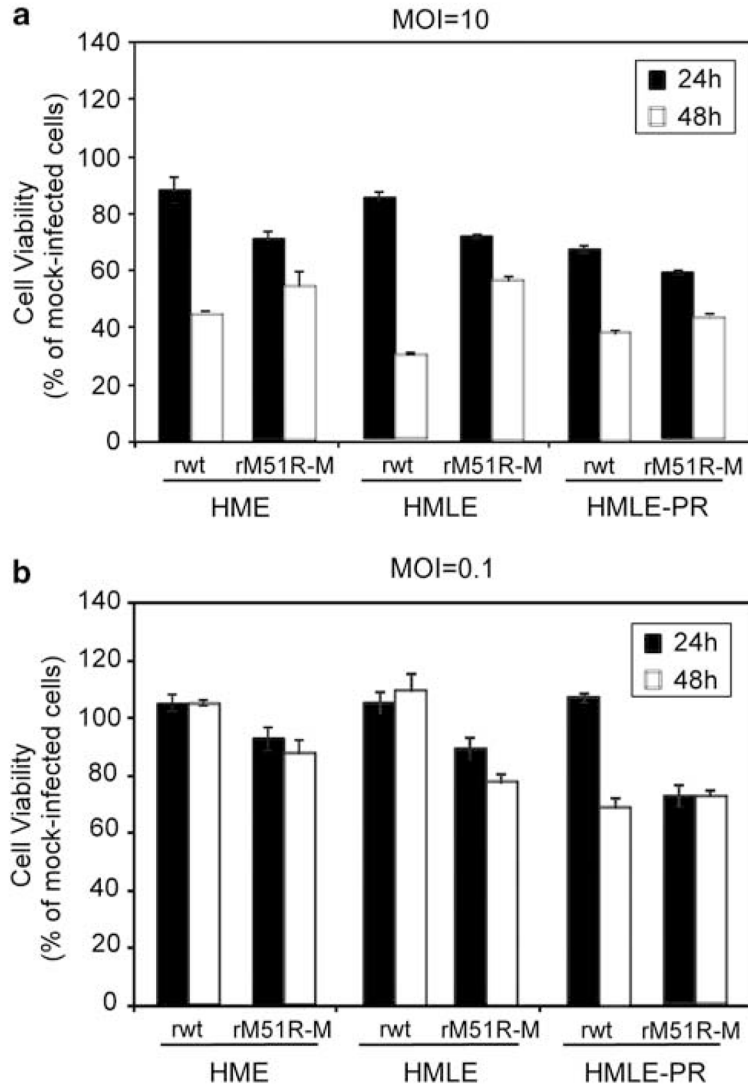 a
MOI=10
140
120
100
80
60
40
20
0
Cell Viability
(% of mock-infected cells)
24h
48h
rwt rM51R-M rwt rM51R-M rwt rM51R-M
HME HMLE HMLE-PR
b
MOI=0.1
140
120
100
80
60
40
20
0
Cell Viability
(% of mock-infected cells)
24h
48h
rwt rM51R-M rwt rM51R-M rwt rM51R-M
HME HMLE HMLE-PR